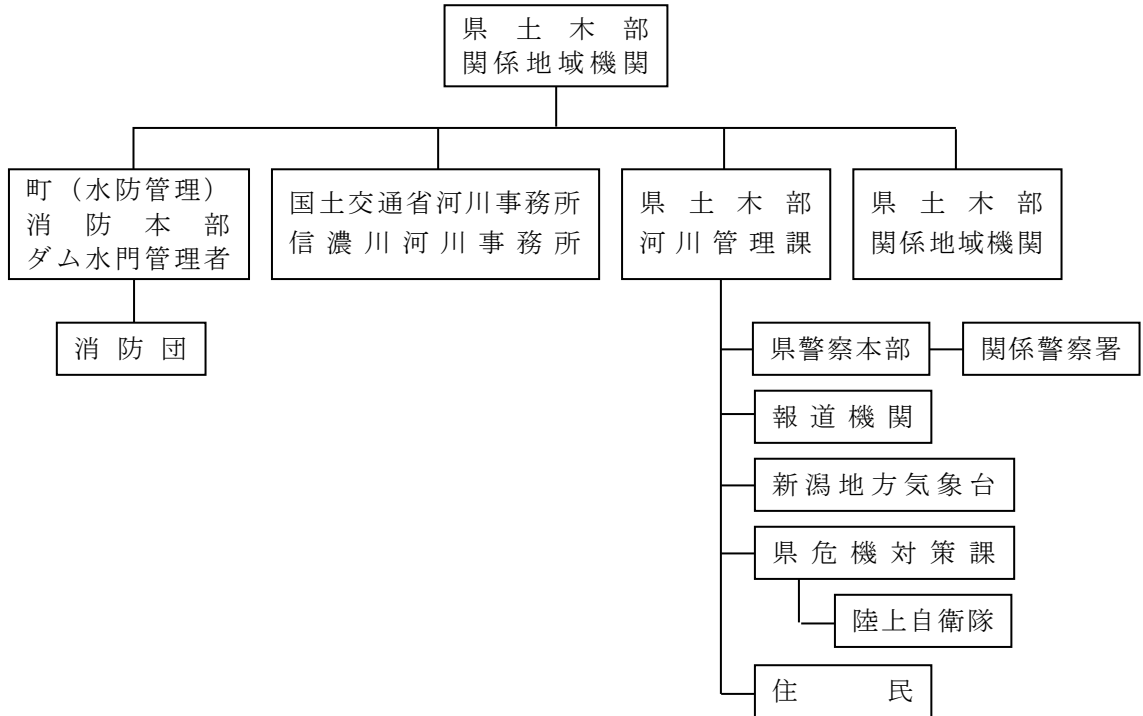 県土木部
関係地域機関
町（水防管理）
消防本部
ダム水門管理者
国土交通省河川事務所
信濃川河川事務所
県土木部
河川管理課
県土木部
関係地域機関
消防団
県警察本部
関係警察署
報道機関
新潟地方気象台
県危機対策課
陸上自衛隊
住民